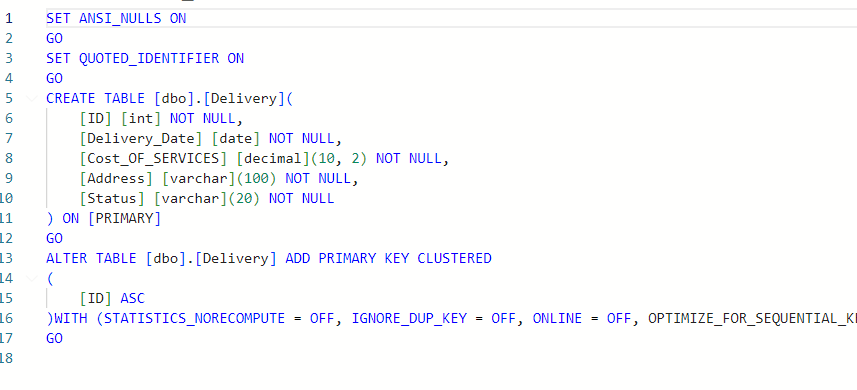 1 SET ANSI_NULLS ON
2 GO
3 SET QUOTED_IDENTIFIER ON
4 GO
5 CREATE TABLE [dbo].[Delivery](
6 [ID] [int] NOT NULL,
7 [Delivery_Date] [date] NOT NULL,
8 [Cost_OF_SERVICES] [decimal](10, 2) NOT NULL,
9 [Address] [varchar](100) NOT NULL,
10 [Status] [varchar](20) NOT NULL
11 ) ON [PRIMARY]
12 GO
13 ALTER TABLE [dbo].[Delivery] ADD PRIMARY KEY CLUSTERED
14 (
15 [ID] ASC
16 )WITH (STATISTICS_NORECOMPUTE = OFF, IGNORE_DUP_KEY = OFF, ONLINE = OFF,
17 GO
18